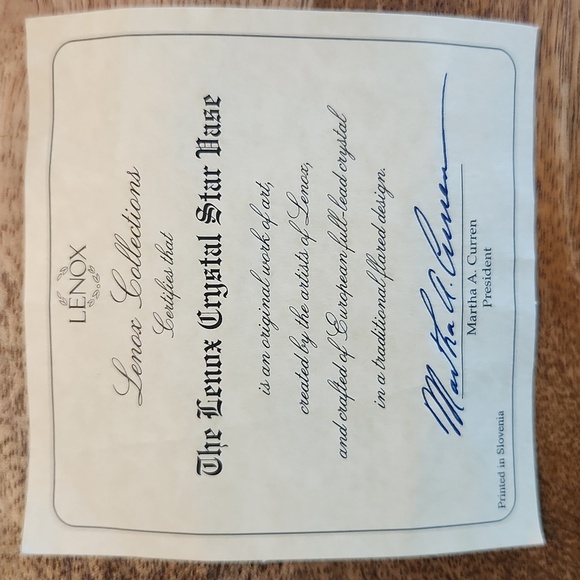 LENOX
Lenox Collections
Certifies that
The Lenox Crystal Star Vase
is an original work of art,
created by the artists of Lenox,
and crafted of European full-lead crystal
in a traditional flared design.
Martha A. Curren
Martha A. Curren
President
Printed in Slovenia